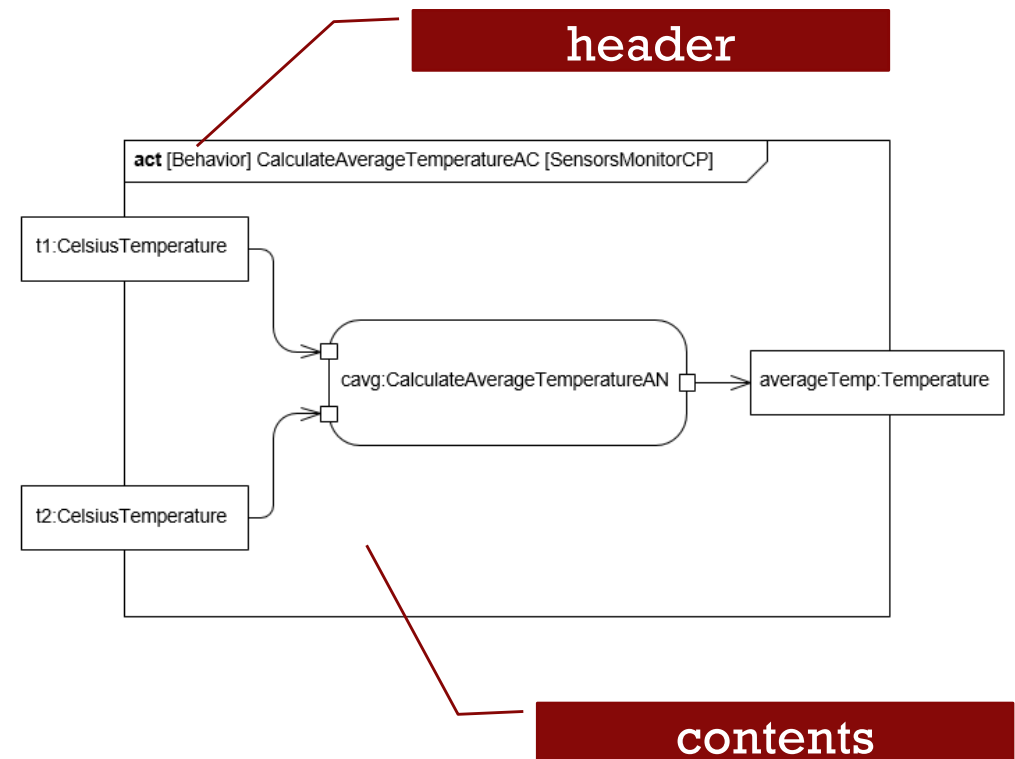 header
act [Behavior] CalculateAverageTemperatureAC [SensorsMonitorCP]
t1:CelsiusTemperature
cavg:CalculateAverageTemperatureAN
averageTemp:Temperature
t2:CelsiusTemperature
contents